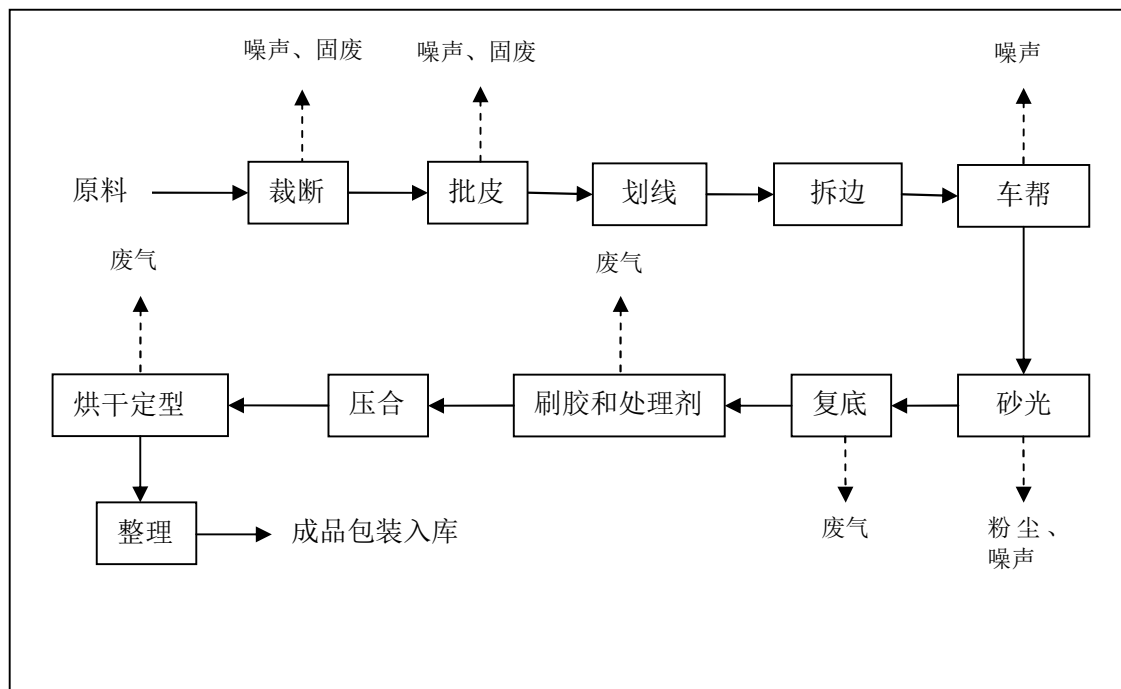 噪声、固废
噪声、固废
噪声
原料
裁断
批皮
划线
拆边
车帮
废气
废气
烘干定型
压合
刷胶和处理剂
复底
砂光
整理
成品包装入库
废气
粉尘、
噪声